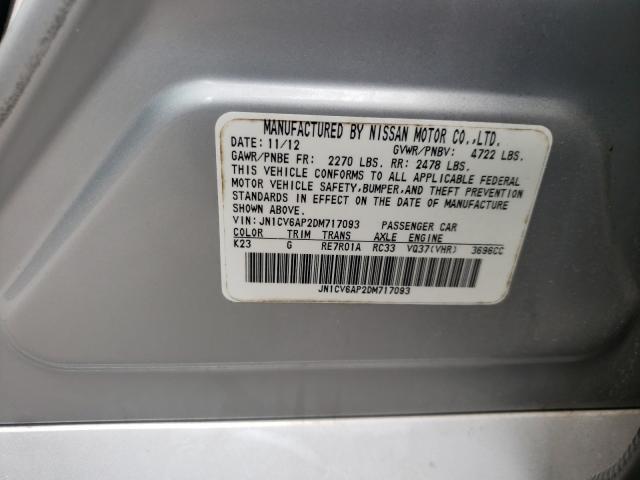 MANUFACTURED BY NISSAN MOTOR CO.,LTD.
DATE: 11/12 GVWR/PNBV: 4722 LBS.
GAWR/PNBE FR: 2270 LBS. RR: 2478 LBS.
THIS VEHICLE CONFORMS TO ALL APPLICABLE FEDERAL
MOTOR VEHICLE SAFETY,BUMPER,AND THEFT PREVENTION
STANDARDS IN EFFECT ON THE DATE OF MANUFACTURE
SHOWN ABOVE.
VIN: JN1CV6AP2DM717093 PASSENGER CAR
COLOR TRIM TRANS AXLE ENGINE
K23 G RE7R01A RC33 VQ37(VHR) 3696CC
JN1CV6AP2DM717093